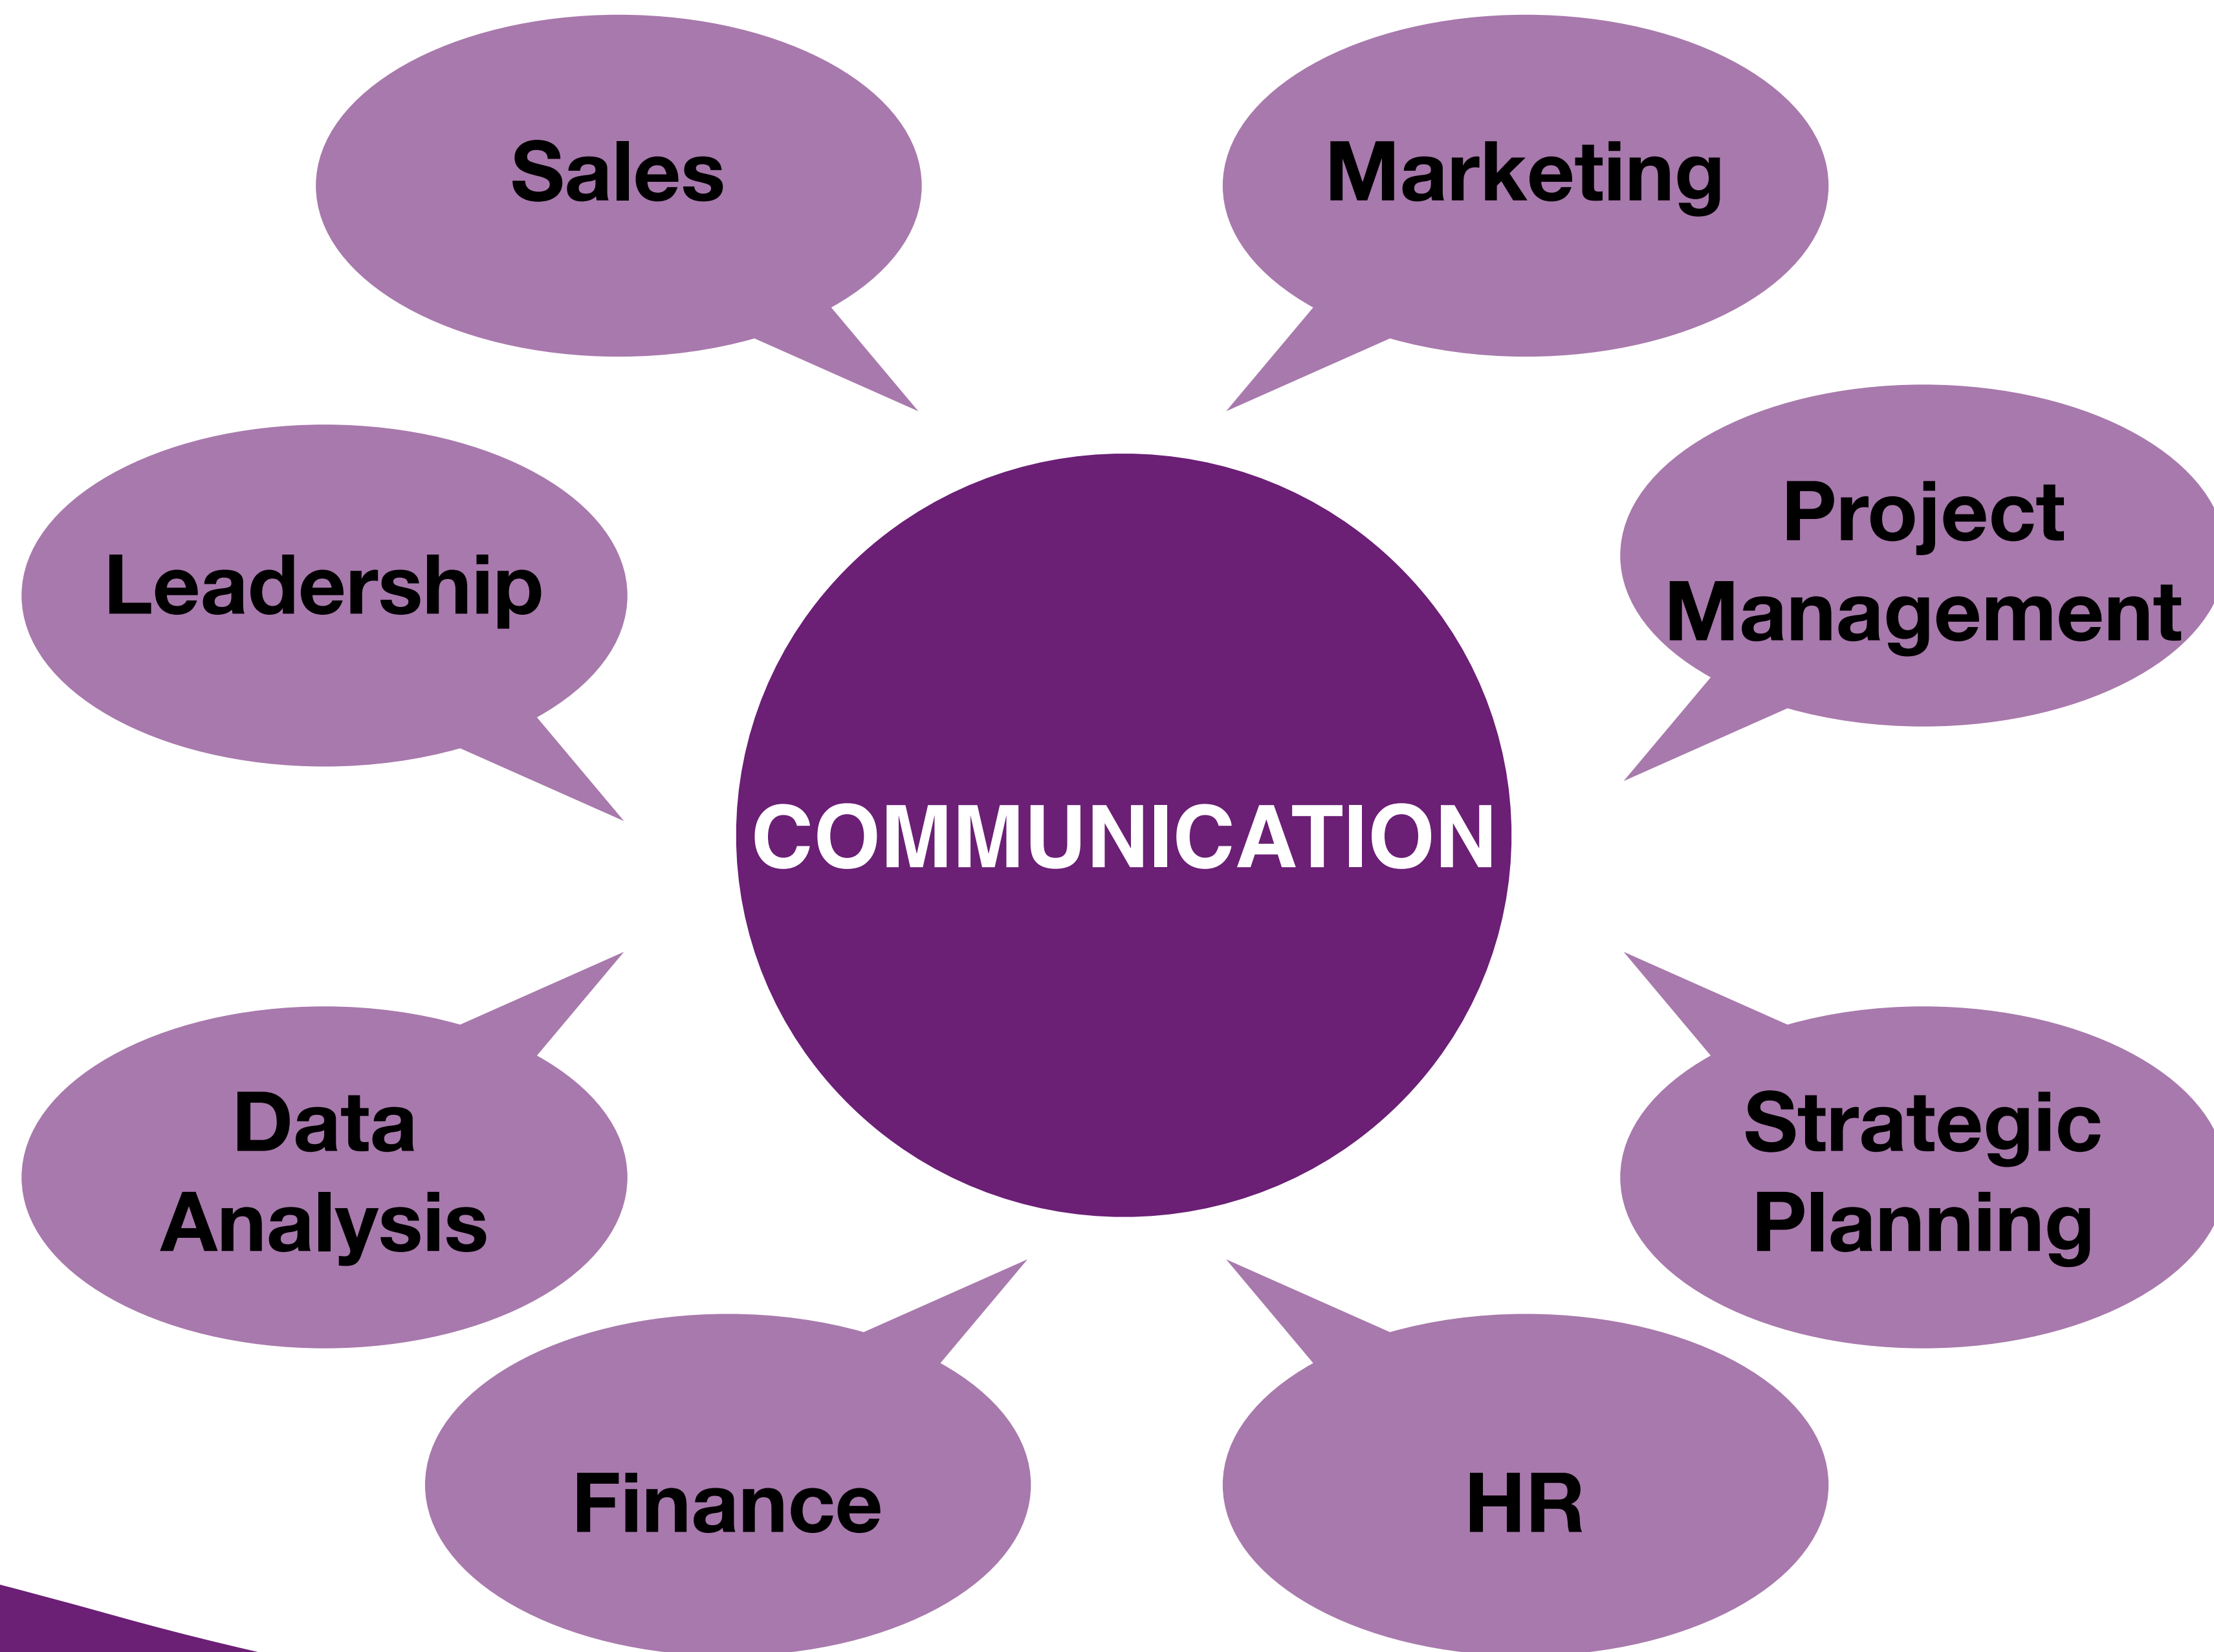 Sales
Marketing
Project
Management
Leadership
COMMUNICATION
Data
Analysis
Strategic
Planning
Finance
HR